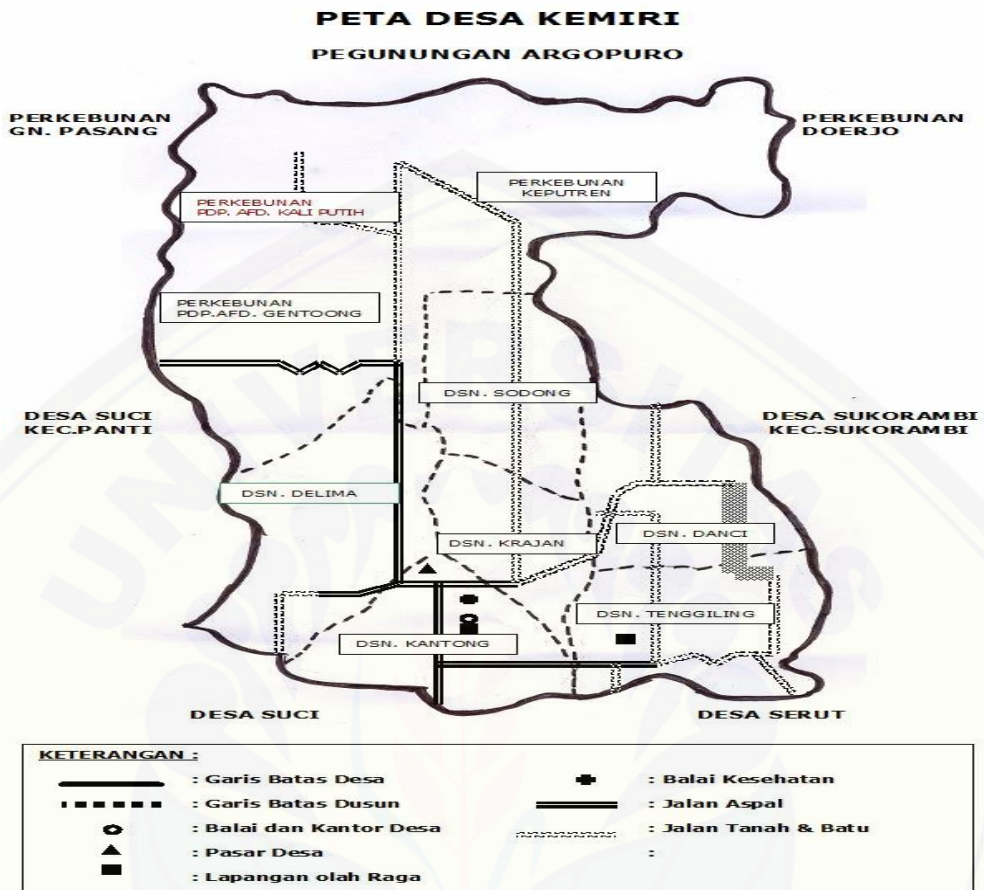 PETA DESA KEMIRI
PEGUNUNGAN ARGOPURO
PERKEBUNAN
GN. PASANG
PERKEBUNAN
DOERJO
PERKEBUNAN
KEPUTREN
PERKEBUNAN
PDP. AFD. KALI PUTIH
PERKEBUNAN
PDP.AFD. GENTOONG
DSN. SODONG
DESA SUCI
KEC.PANTI
DESA SUKORAMBI
KEC.SUKORAMBI
DSN. DELIMA
DSN. KRAJAN
DSN. DANCI
DSN. TENGGILING
DSN. KANTONG
DESA SUCI
DESA SERUT
KETERANGAN :
: Garis Batas Desa
: Garis Batas Dusun
: Balai dan Kantor Desa
: Pasar Desa
: Lapangan olah Raga
: Balai Kesehatan
: Jalan Aspal
: Jalan Tanah & Batu
:
UNIVERSITAS